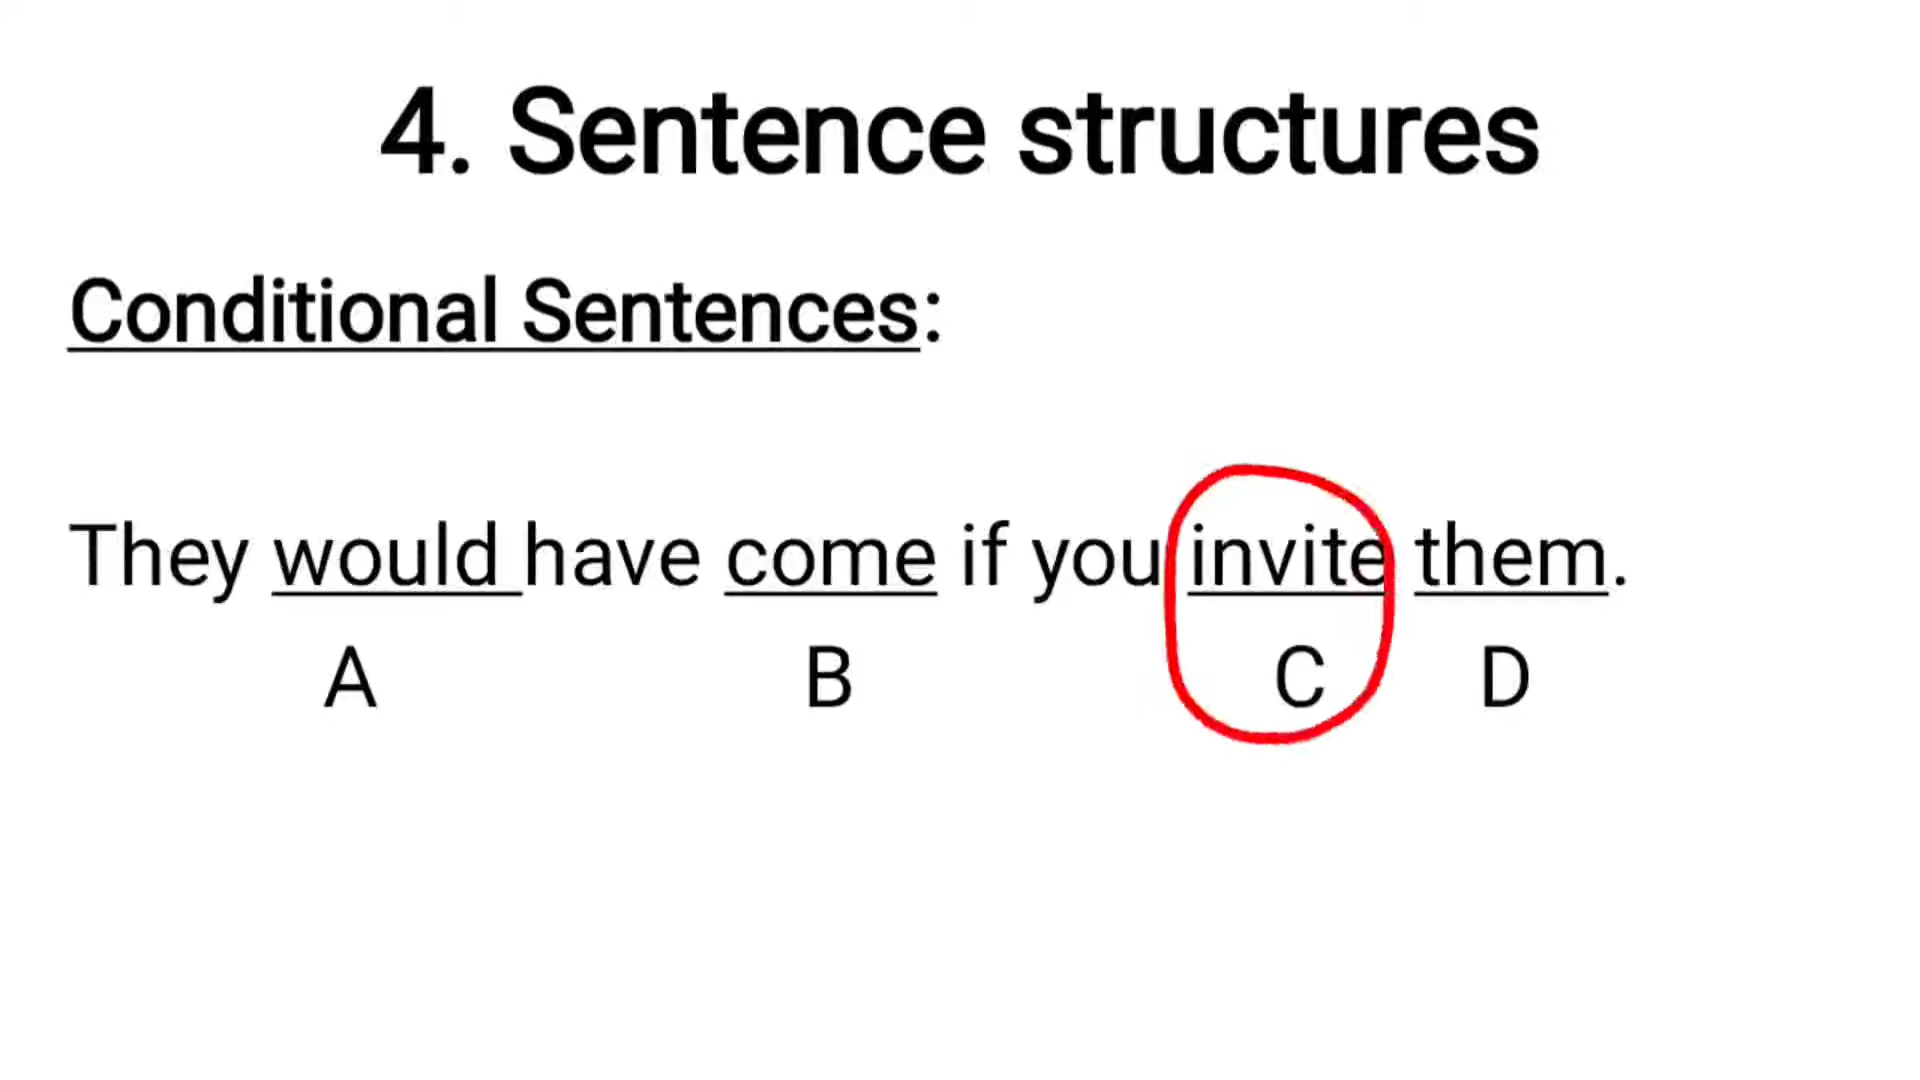 4. Sentence structures
Conditional Sentences:
They would have come if you invite them.
A B C D